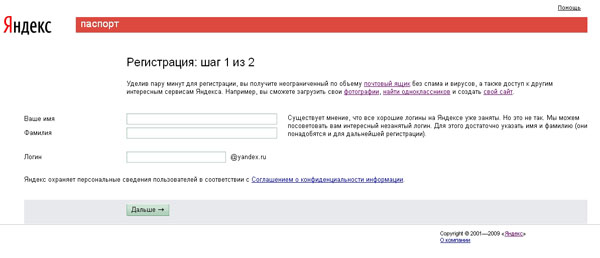 Помощь
Яндекс
паспорт
Регистрация: шаг 1 из 2
Уделив пару минут для регистрации, вы получите неограниченный по объему почтовый ящик без спама и вирусов, а также доступ к другим
интересным сервисам Яндекса. Например, вы сможете загрузить свои фотографии, найти одноклассников и создать свой сайт.
Ваше имя
Фамилия
Существует мнение, что все хорошие логины на Яндексе уже заняты. Но это не так. Мы можем
посоветовать вам интересный незанятый логин. Для этого достаточно указать имя и фамилию (они
понадобятся и для дальнейшей регистрации).
Логин @yandex.ru
Яндекс охраняет персональные сведения пользователей в соответствии с Соглашением о конфиденциальности информации.
Дальше →
Copyright © 2001—2009 «Яндекс»
О компании